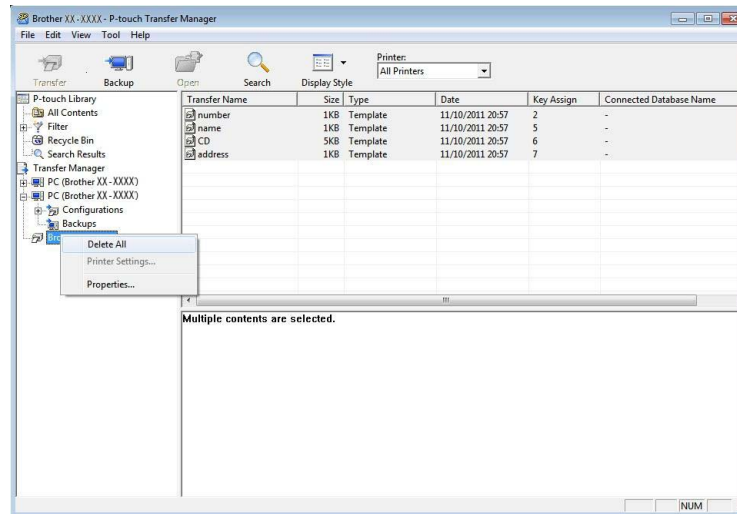 Brother XX-XXXX - P-touch Transfer Manager
File Edit View Tool Help
Transfer Backup Open Search Display Style
Printer:
All Printers
P-touch Library
All Contents
Filter
Recycle Bin
Search Results
Transfer Manager
PC (Brother XX-XXXX)
PC (Brother XX-XXXX)
Configurations
Backups
Delete All
Printer Settings...
Properties...
Transfer Name Size Type Date Key Assign Connected Database Name
number 1KB Template 11/10/2011 20:57 2 -
name 1KB Template 11/10/2011 20:57 5 -
CD 5KB Template 11/10/2011 20:57 6 -
address 1KB Template 11/10/2011 20:57 7 -
Multiple contents are selected.
NUM